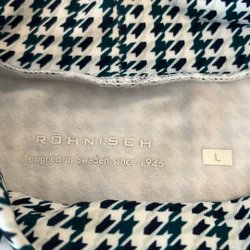 RÖHNISCH
esigned in Sweden since 1945
L